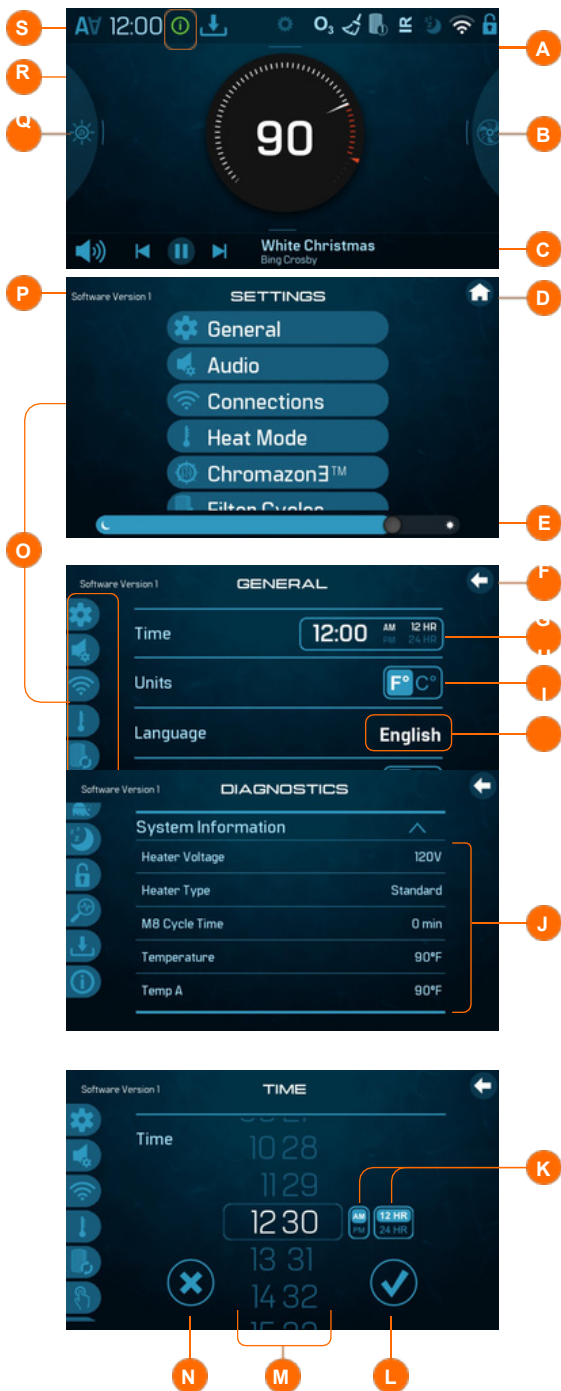 S
12:00
O3
IR
A
R
Q
90
B
White Christmas
Bing Crosby
C
P
Software Version 1
SETTINGS
D
General
Audio
Connections
Heat Mode
Chromazon3™
Filter Cycles
E
O
Software Version 1
GENERAL
F
Time
12:00
AM
12 HR
PM
24 HR
G
H
Units
F° C°
I
Language
English
Software Version 1
DIAGNOSTICS
System Information
Heater Voltage 120V
Heater Type Standard
M8 Cycle Time 0 min
Temperature 90°F
Temp A 90°F
J
Software Version 1
TIME
Time
10 28
11 29
12 30
AM
PM
12 HR
24 HR
K
13 31
14 32
N
M
L